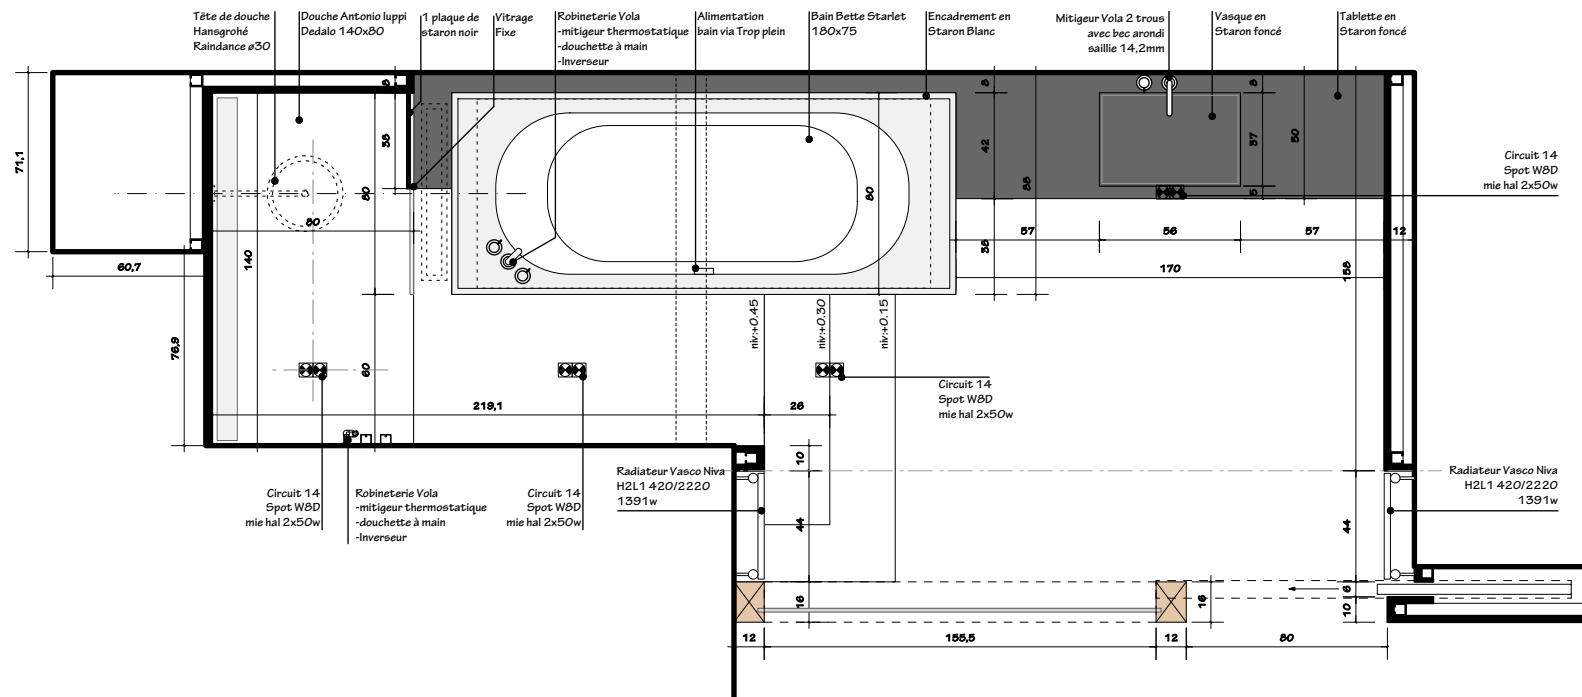 Tête de douche
Hansgrohé
Raindance ø30
Douche Antonio luppi
Dedalo 140x80
1 plaque de
staron noir
Vitrage
Fixe
Robineterie Vola
-mitigeur thermostatique
-douchette à main
-Inverseur
Alimentation
bain via Trop plein
Bain Bette Starlet
180x75
Encadrement en
Staron Blanc
Mitigeur Vola 2 trous
avec bec arondi
saillie 14,2mm
Vasque en
Staron foncé
Tablette en
Staron foncé
8
8
8
71,1
38
80
80
42
88
37
50
5
Circuit 14
Spot W8D
mie hal 2x50w
80
140
38
57
56
57
12
170
158
60,7
76,9
60
niv:+0.45
niv:+0.30
niv:+0.15
Circuit 14
Spot W8D
mie hal 2x50w
219,1
26
10
Radiateur Vasco Niva
H2L1 420/2220
1391w
Radiateur Vasco Niva
H2L1 420/2220
1391w
Circuit 14
Spot W8D
mie hal 2x50w
Robineterie Vola
-mitigeur thermostatique
-douchette à main
-Inverseur
Circuit 14
Spot W8D
mie hal 2x50w
44
44
16
16
6
10
12
155,5
12
80